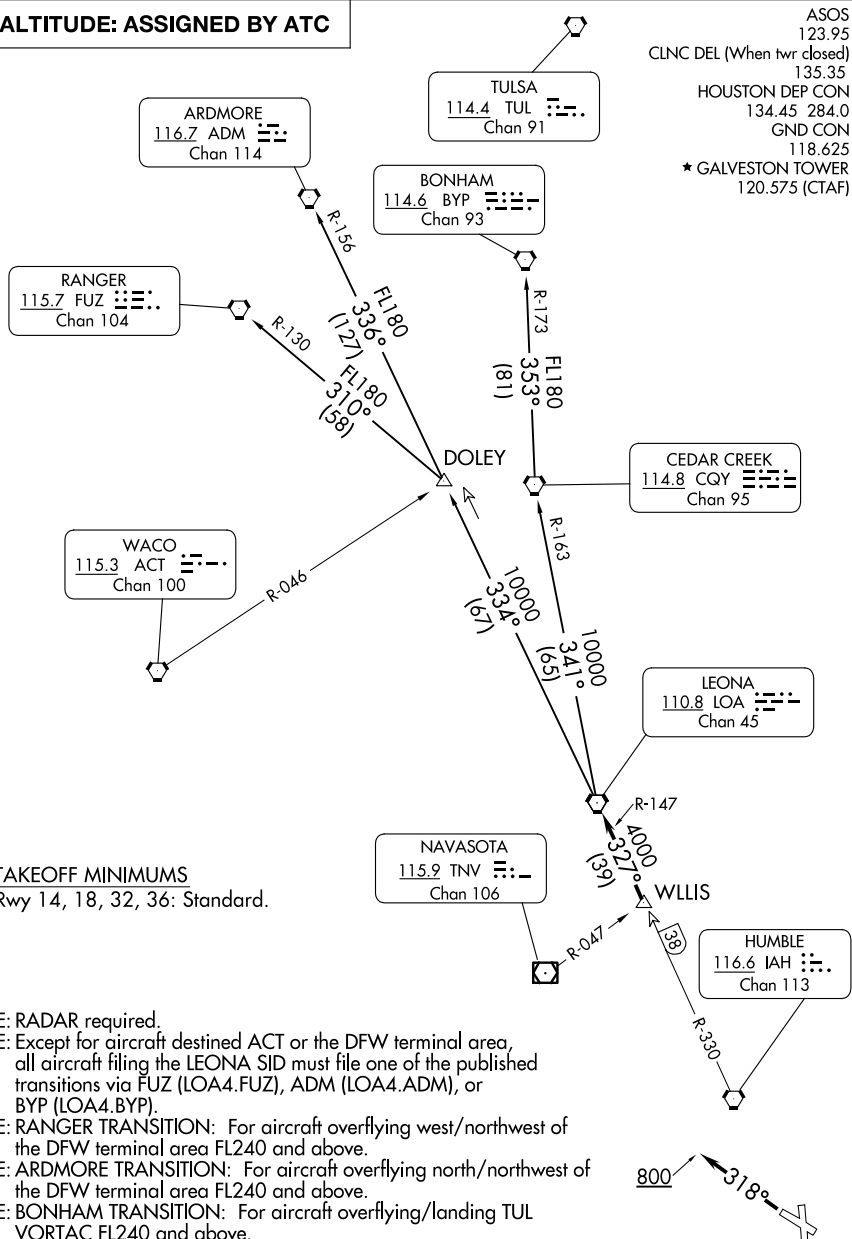 ALTITUDE: ASSIGNED BY ATC
ASOS
123.95
CLNC DEL (When twr closed)
135.35
HOUSTON DEP CON
134.45 284.0
GND CON
118.625
★ GALVESTON TOWER
120.575 (CTAF)
TULSA
114.4 TUL
Chan 91
ARDMORE
116.7 ADM
Chan 114
BONHAM
114.6 BYP
Chan 93
RANGER
115.7 FUZ
Chan 104
R-156
R-130
R-173
FL180
336°
(127)
FL180
310°
(58)
FL180
353°
(81)
DOLEY
CEDAR CREEK
114.8 CQY
Chan 95
WACO
115.3 ACT
Chan 100
R-046
R-163
10000
334°
(67)
10000
341°
(65)
LEONA
110.8 LOA
Chan 45
R-147
4000
327°
(39)
NAVASOTA
115.9 TNV
Chan 106
WLLIS
R-047
38
HUMBLE
116.6 IAH
Chan 113
R-330
TAKEOFF MINIMUMS
Rwy 14, 18, 32, 36: Standard.
E: RADAR required.
E: Except for aircraft destined ACT or the DFW terminal area,
all aircraft filing the LEONA SID must file one of the published
transitions via FUZ (LOA4.FUZ), ADM (LOA4.ADM), or
BYP (LOA4.BYP).
E: RANGER TRANSITION: For aircraft overflying west/northwest of
the DFW terminal area FL240 and above.
E: ARDMORE TRANSITION: For aircraft overflying north/northwest of
the DFW terminal area FL240 and above.
E: BONHAM TRANSITION: For aircraft overflying/landing TUL
VORTAC FL240 and above.
800
318°